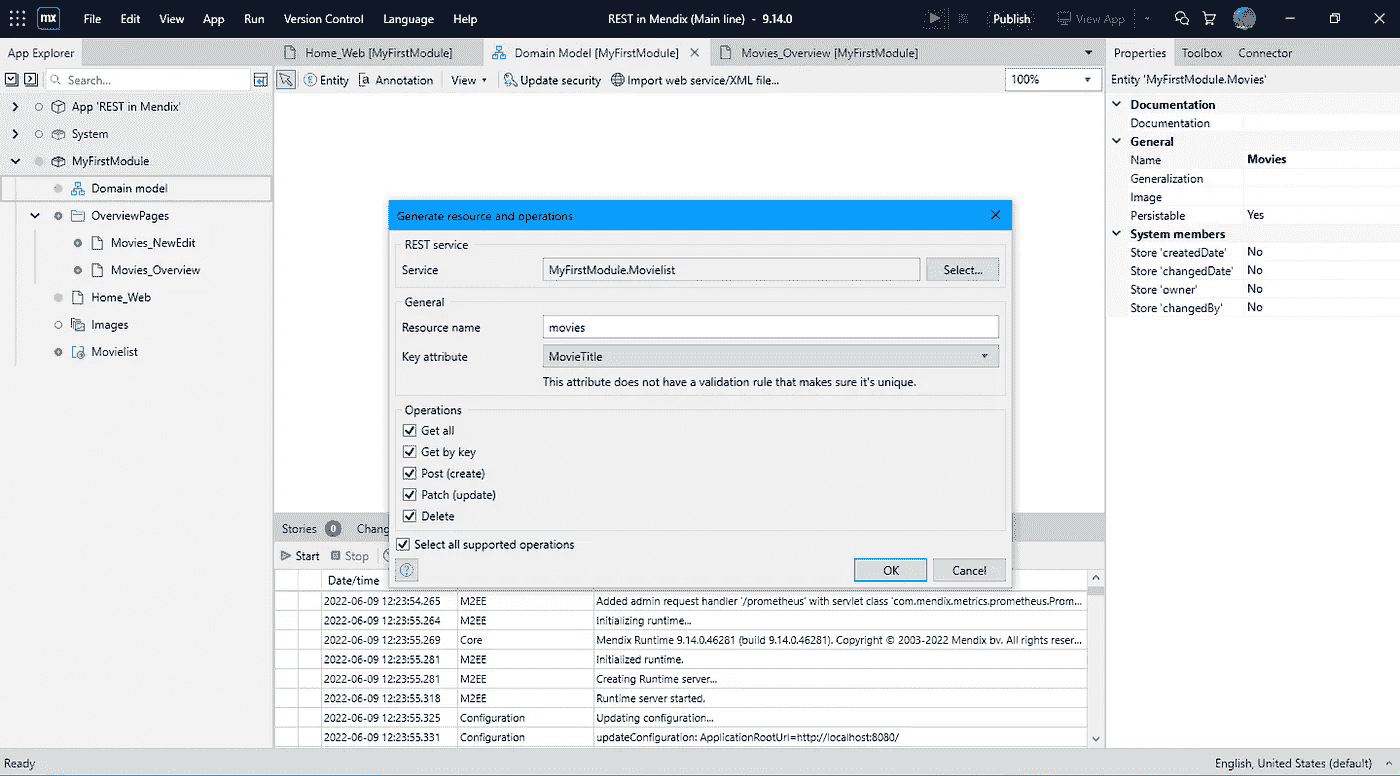 mx File Edit View App Run Version Control Language Help REST in Mendix (Main line) - 9.14.0 Publish View App
App Explorer
Home_Web [MyFirstModule] Domain Model [MyFirstModule] Movies_Overview [MyFirstModule]
Properties Toolbox Connector
Search...
Entity Annotation View Update security Import web service/XML file... 100%
Entity 'MyFirstModule.Movies'
App 'REST in Mendix'
System
MyFirstModule
Domain model
OverviewPages
Movies_NewEdit
Movies_Overview
Home_Web
Images
Movielist
Generate resource and operations
REST service
Service MyFirstModule.Movielist Select...
General
Resource name movies
Key attribute MovieTitle
This attribute does not have a validation rule that makes sure it's unique.
Operations
Get all
Get by key
Post (create)
Patch (update)
Delete
Select all supported operations
? OK Cancel
Documentation
Documentation
General
Name Movies
Generalization
Image
Persistable Yes
System members
Store 'createdDate' No
Store 'changedDate' No
Store 'owner' No
Store 'changedBy' No
Stories 0 Chang
Start Stop
Date/time
2022-06-09 12:23:54.265 M2EE Added admin request handler '/prometheus' with servlet class 'com.mendix.metrics.prometheus.Prom...
2022-06-09 12:23:55.264 M2EE Initializing runtime...
2022-06-09 12:23:55.269 Core Mendix Runtime 9.14.0.46281 (build 9.14.0.46281). Copyright © 2003-2022 Mendix bv. All rights reser...
2022-06-09 12:23:55.281 M2EE Initialized runtime.
2022-06-09 12:23:55.281 M2EE Creating Runtime server...
2022-06-09 12:23:55.318 M2EE Runtime server started.
2022-06-09 12:23:55.325 Configuration Updating configuration...
2022-06-09 12:23:55.331 Configuration updateConfiguration: ApplicationRootUrl=http://localhost:8080/
Ready English, United States (default)